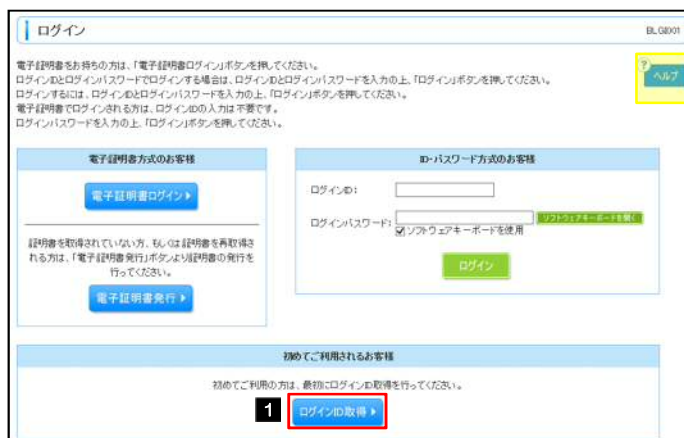 ログイン
BLGI001
電子証明書をお持ちの方は、「電子証明書ログイン」ボタンを押してください。
ログインIDとログインパスワードでログインする場合は、ログインIDとログインパスワードを入力の上、「ログイン」ボタンを押してください。
ログインするには、ログインIDとログインパスワードを入力の上、「ログイン」ボタンを押してください。
電子証明書でログインされる方は、ログインIDの入力は不要です。
ログインパスワードを入力の上、「ログイン」ボタンを押してください。
? ヘルプ
電子証明書方式のお客様
電子証明書ログイン
証明書を取得されていない方、もしくは証明書を再取得さ
れる方は、「電子証明書発行」ボタンより証明書の発行を
行ってください。
電子証明書発行
ID・パスワード方式のお客様
ログインID:
ログインパスワード:
ソフトウェアキーボードを開く
ソフトウェアキーボードを使用
ログイン
初めてご利用されるお客様
初めてご利用の方は、最初にログインID取得を行ってください。
1
ログインID取得